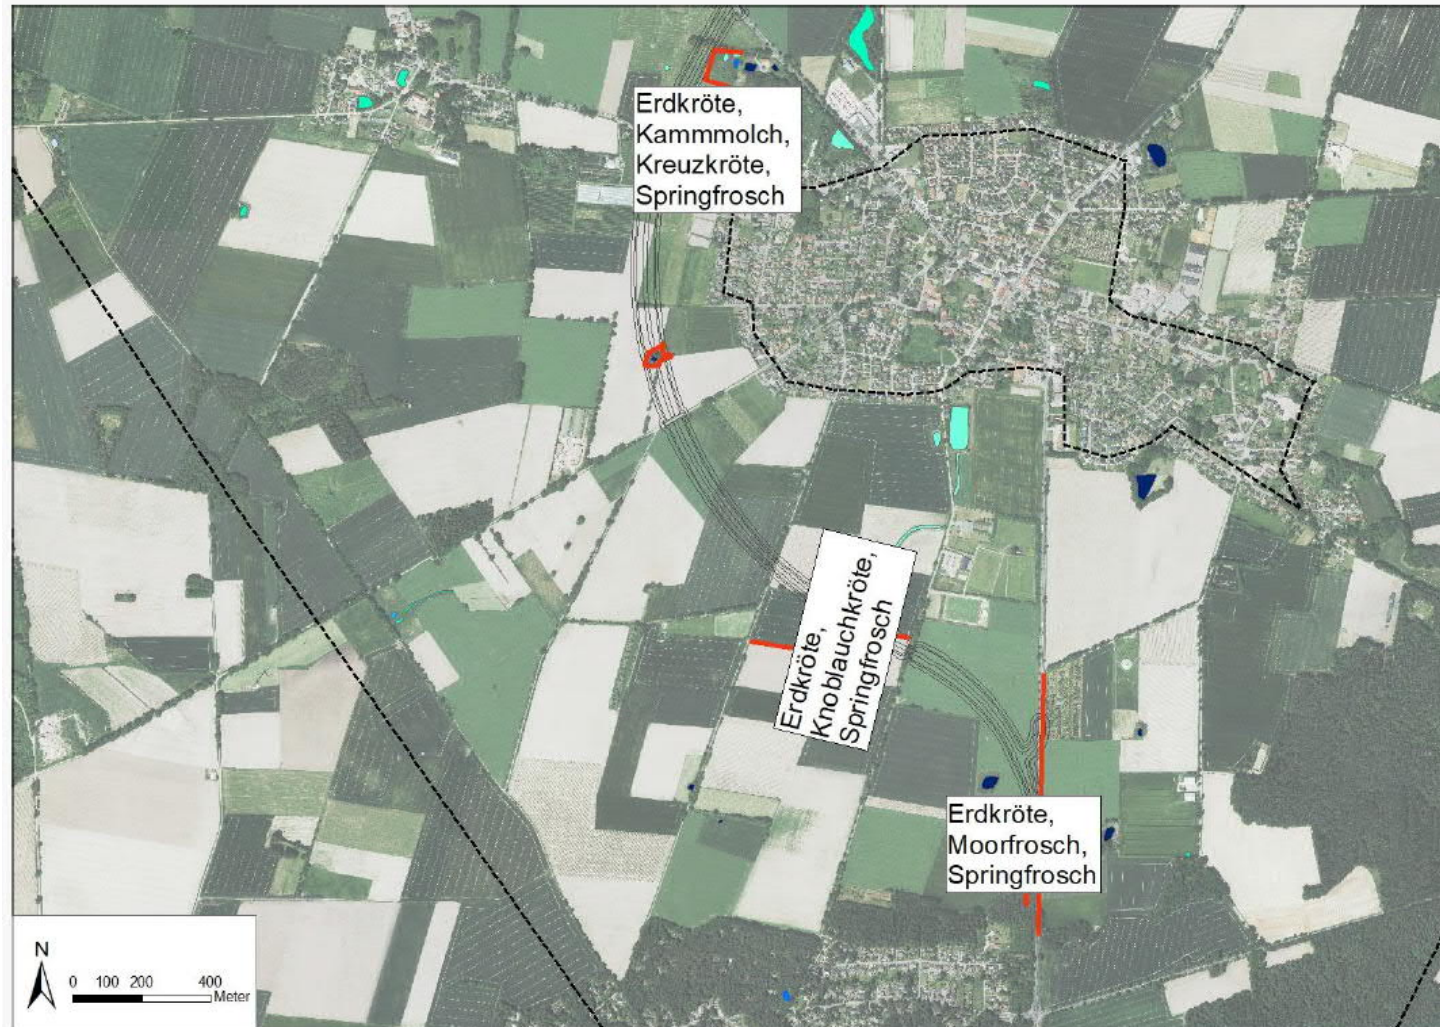 Erdkröte,
Kammmolch,
Kreuzkröte,
Springfrosch
Erdkröte,
Knoblauchkröte,
Springfrosch
Erdkröte,
Moorfrosch,
Springfrosch
N
0 100 200 400
Meter